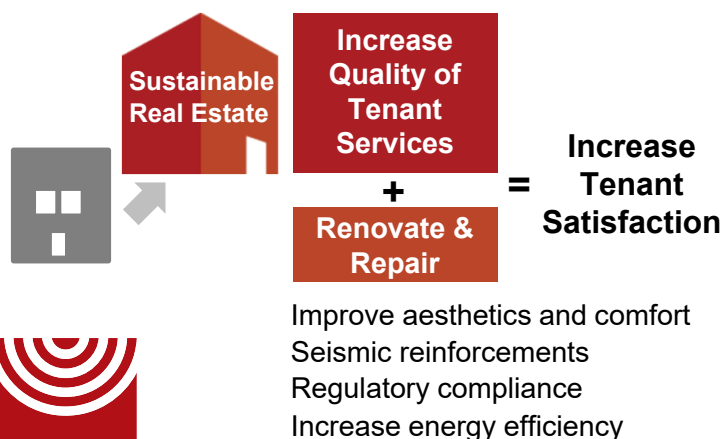 Sustainable
Real Estate
Increase
Quality of
Tenant
Services
+
Renovate &
Repair
=
Increase
Tenant
Satisfaction
Improve aesthetics and comfort
Seismic reinforcements
Regulatory compliance
Increase energy efficiency